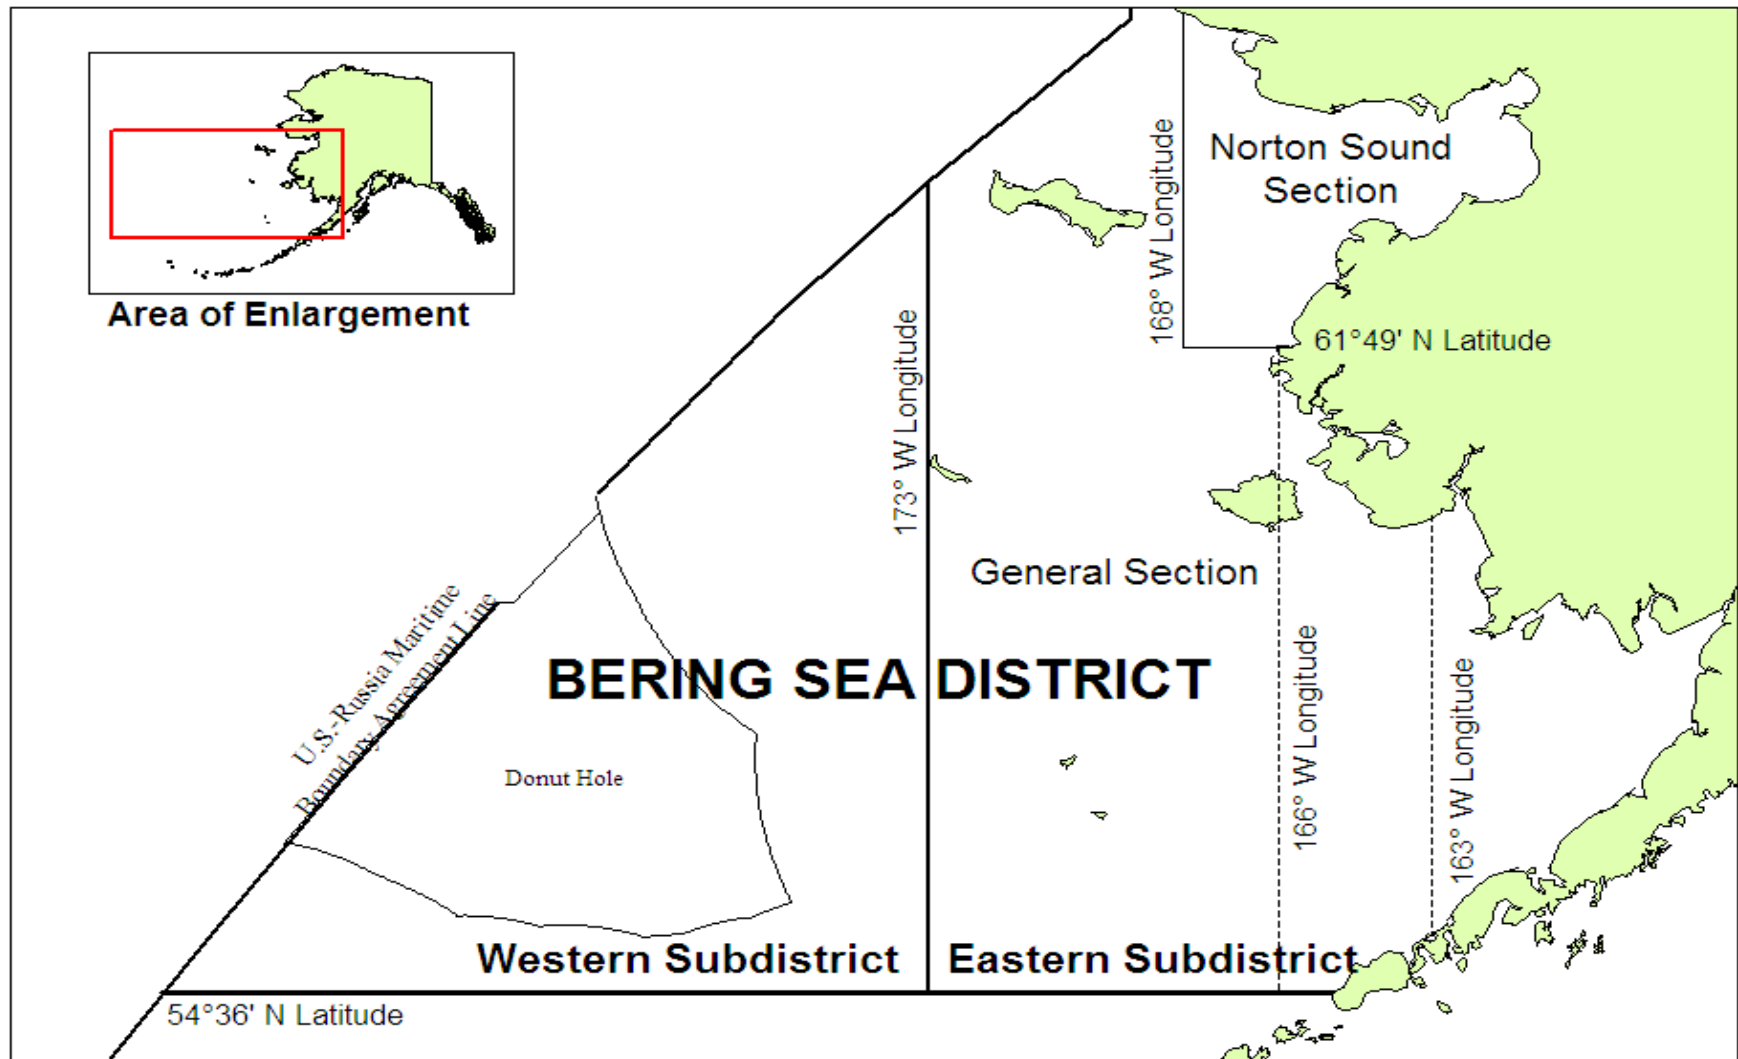 Area of Enlargement
Norton Sound
Section
168° W Longitude
61°49' N Latitude
173° W Longitude
General Section
U.S.-Russia Maritime
Boundary Agreement Line
BERING SEA DISTRICT
Donut Hole
166° W Longitude
163° W Longitude
Western Subdistrict
Eastern Subdistrict
54°36' N Latitude